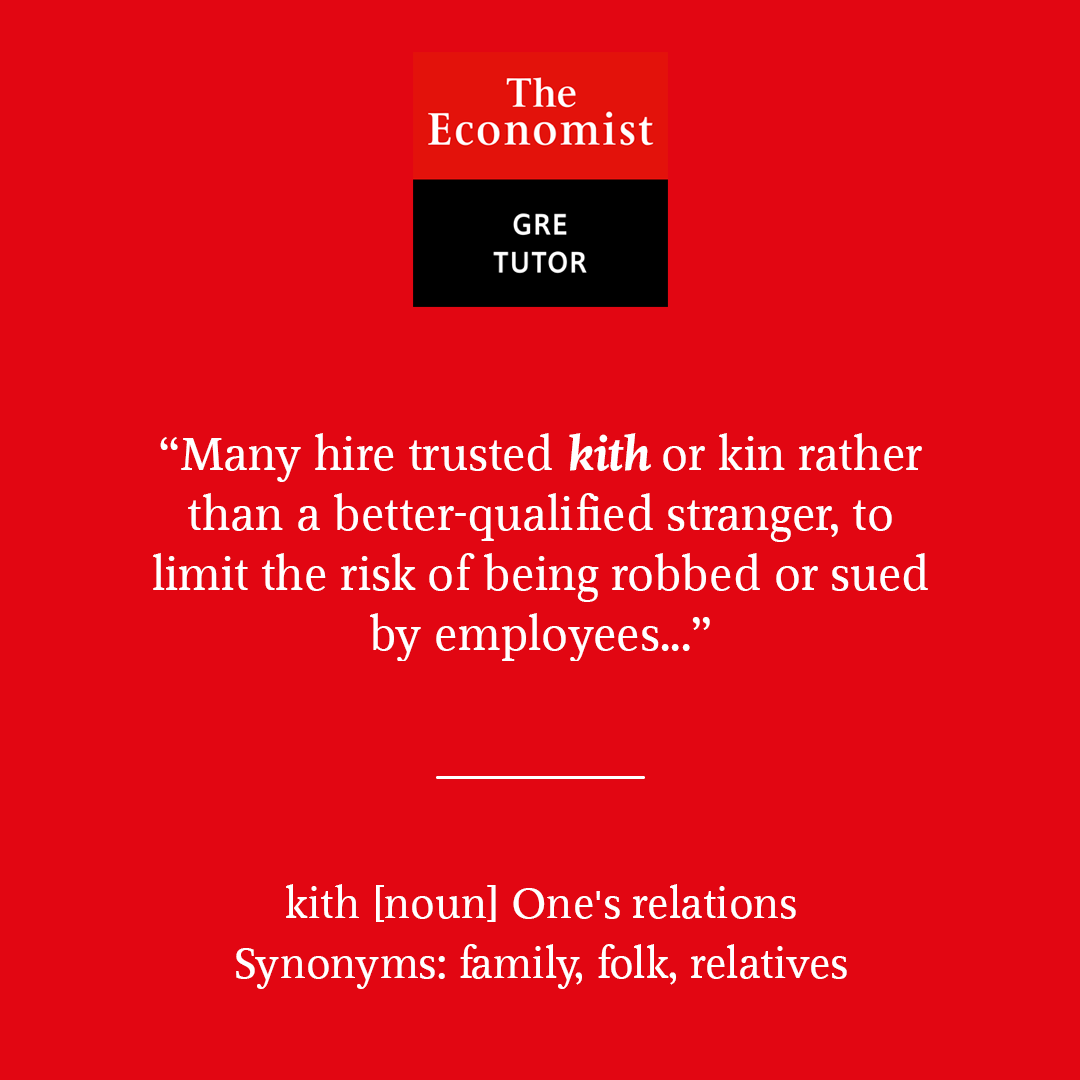 The
Economist
GRE
TUTOR
“Many hire trusted kith or kin rather
than a better-qualified stranger, to
limit the risk of being robbed or sued
by employees...”
kith [noun] One's relations
Synonyms: family, folk, relatives